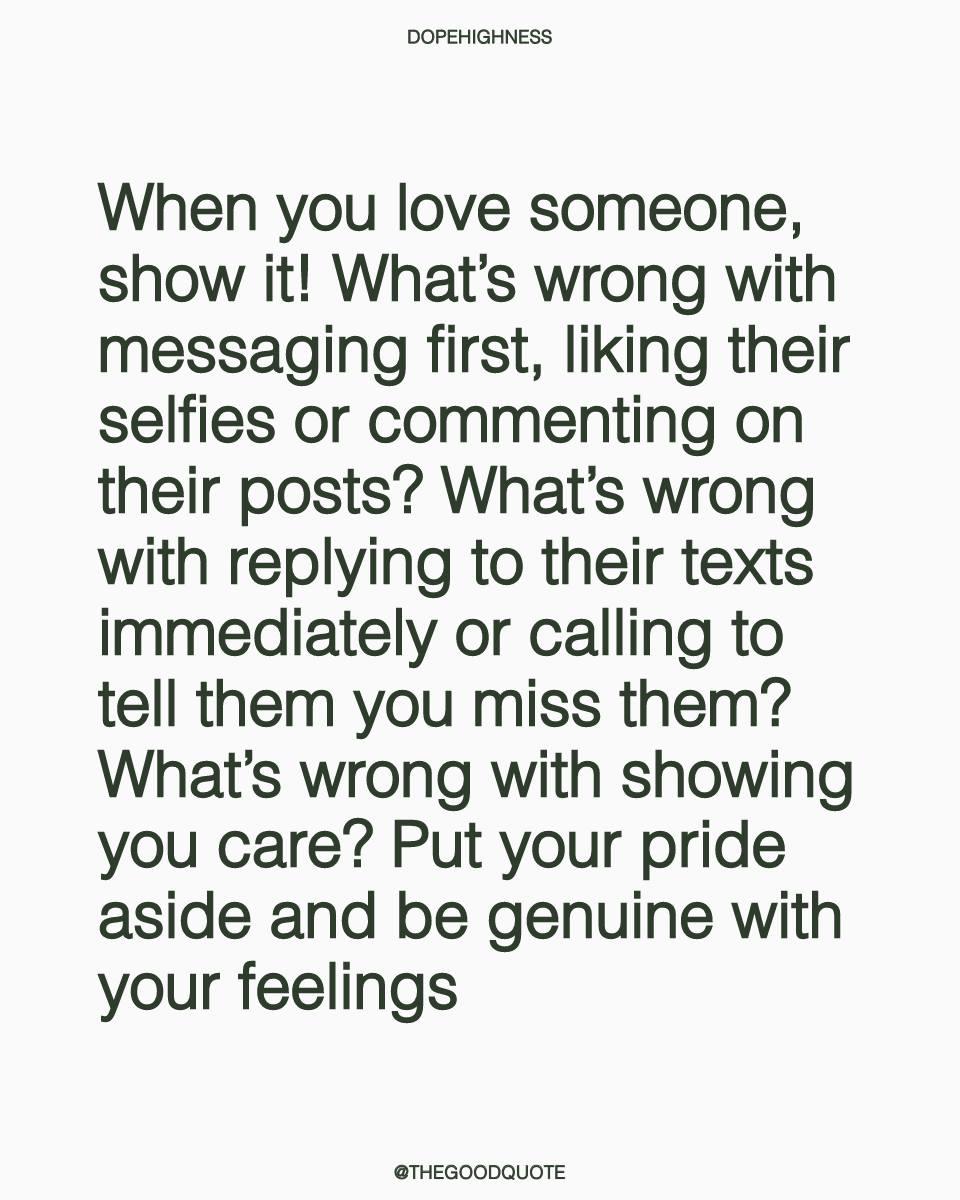 DOPEHIGHNESS
When you love someone,
show it! What’s wrong with
messaging first, liking their
selfies or commenting on
their posts? What’s wrong
with replying to their texts
immediately or calling to
tell them you miss them?
What’s wrong with showing
you care? Put your pride
aside and be genuine with
your feelings
@THEGOODQUOTE